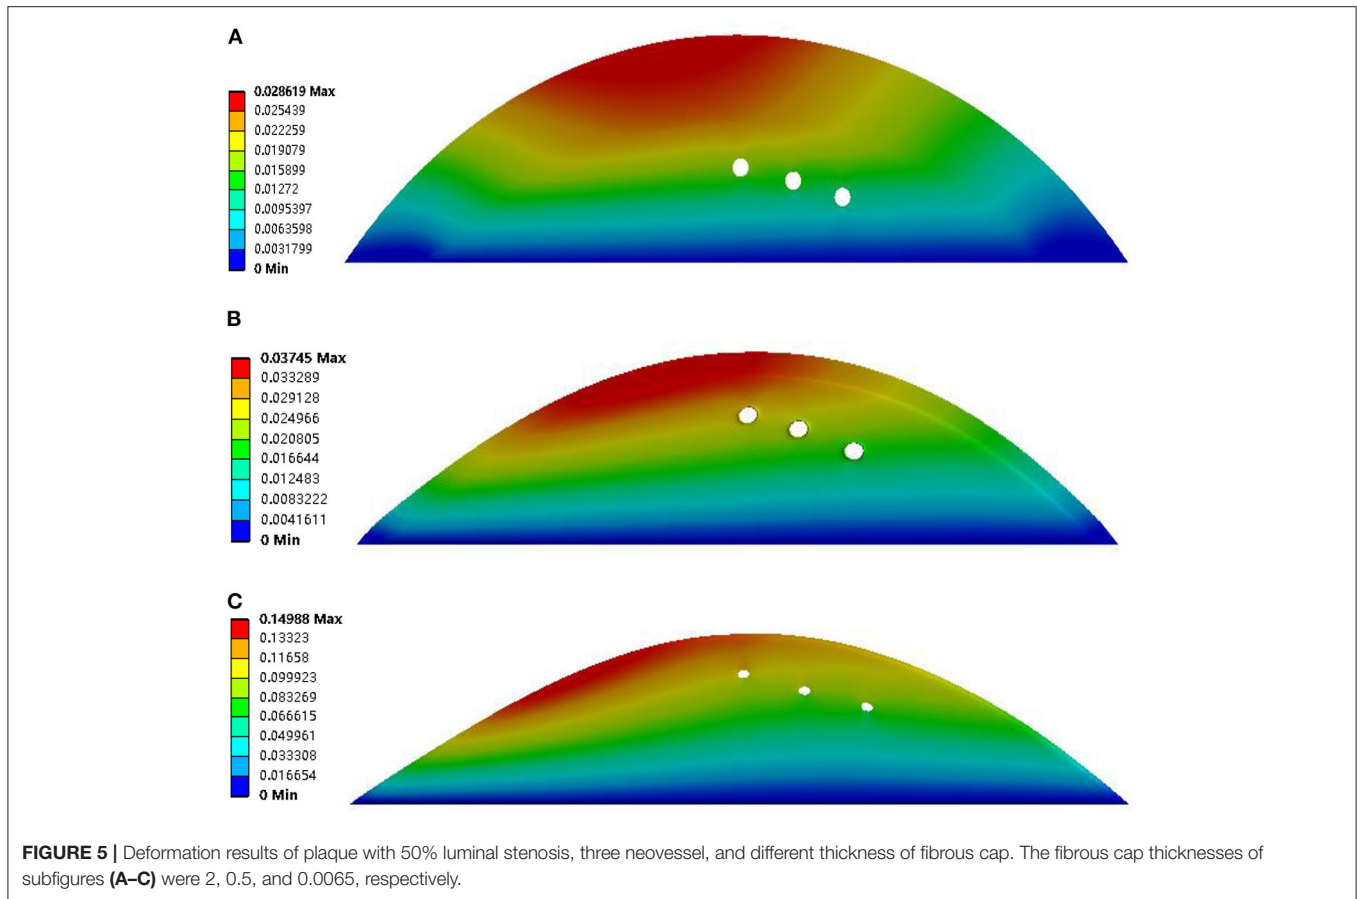 A
0.028619 Max
0.025439
0.022259
0.019079
0.015899
0.01272
0.0095397
0.0063598
0.0031799
0 Min
B
0.03745 Max
0.033289
0.029128
0.024966
0.020805
0.016644
0.012483
0.0083222
0.0041611
0 Min
C
0.14988 Max
0.13323
0.11658
0.099923
0.083269
0.066615
0.049961
0.033308
0.016654
0 Min
FIGURE 5 | Deformation results of plaque with 50% luminal stenosis, three neovessel, and different thickness of fibrous cap. The fibrous cap thicknesses of
subfigures (A–C) were 2, 0.5, and 0.0065, respectively.